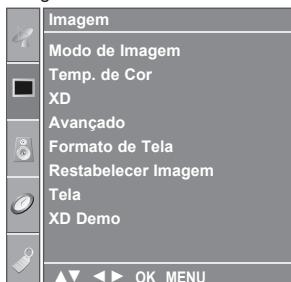 Imagem
Modo de Imagem
Temp. de Cor
XD
Avançado
Formato de Tela
Restabelecer Imagem
Tela
XD Demo
▲▼ ◄► OK MENU